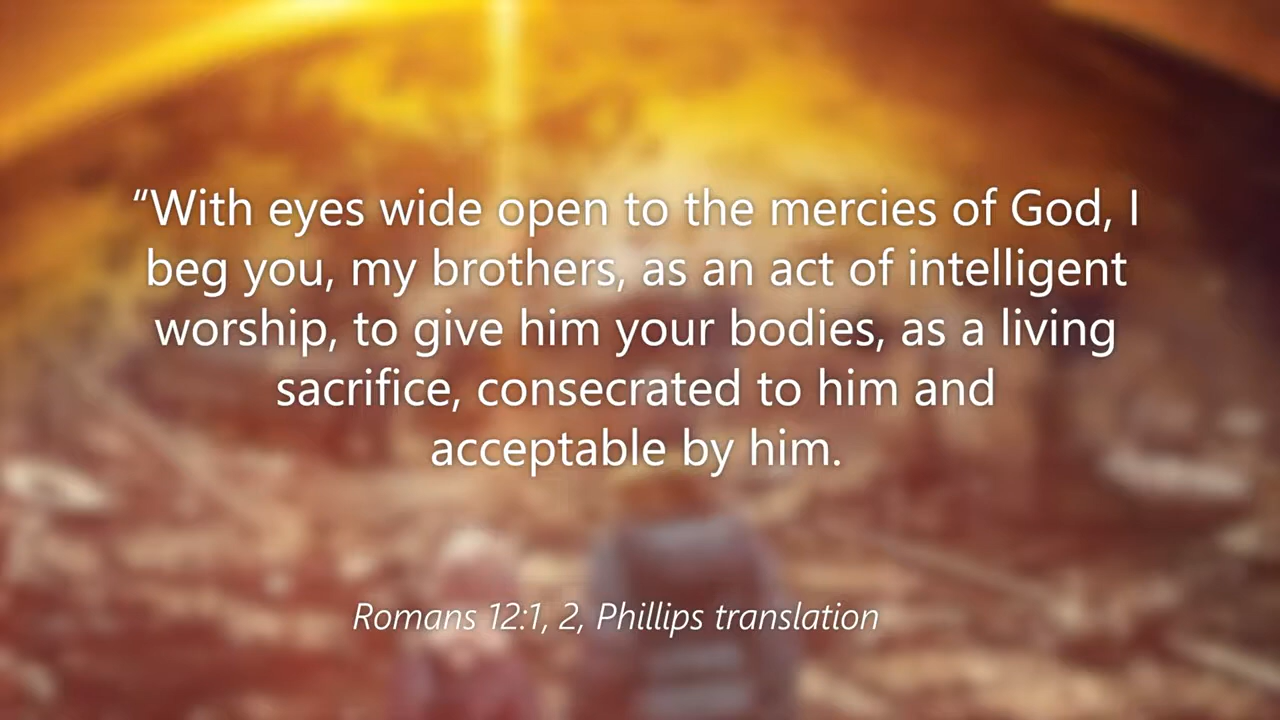 “With eyes wide open to the mercies of God, I
beg you, my brothers, as an act of intelligent
worship, to give him your bodies, as a living
sacrifice, consecrated to him and
acceptable by him.
Romans 12:1, 2, Phillips translation